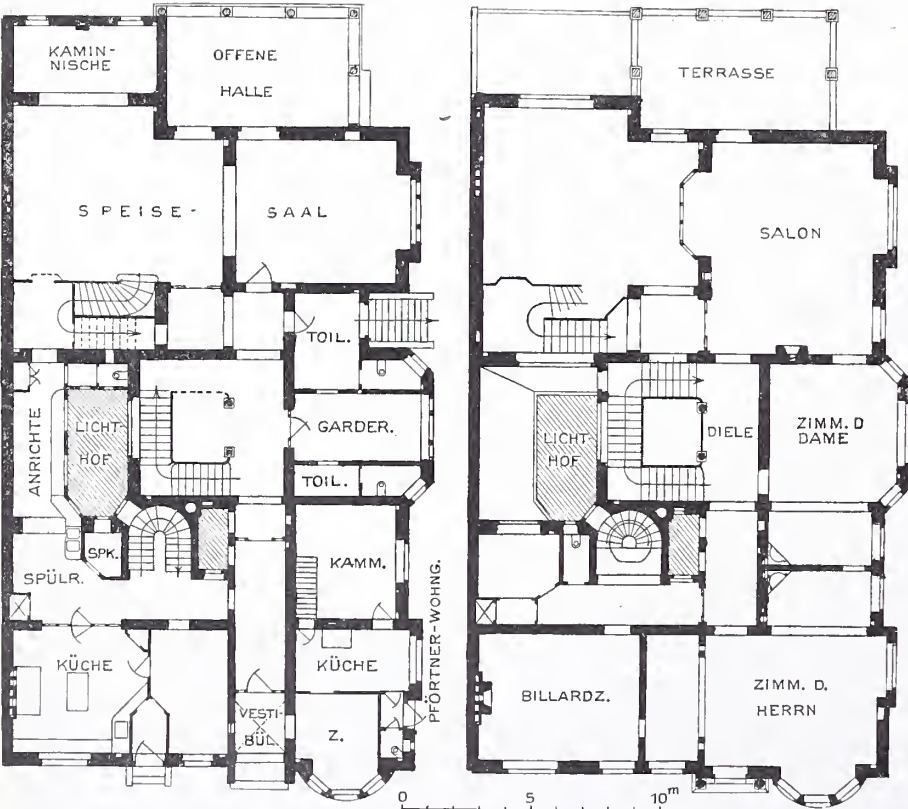 KAMIN-
NISCHE
OFFENE
HALLE
SPEISE-
SAAL
TOIL.
ANRICHTE
LICHT-
HOF
GARDER.
TOIL.
SPK.
SPÜLR.
KAMM.
KÜCHE
KÜCHE
VESTI-
BÜL
Z.
PFÖRTNER-WOHNG.
TERRASSE
SALON
LICHT-
HOF
DIELE
ZIMM. D
DAME
BILLARDZ.
ZIMM. D.
HERRN
0 5 10m